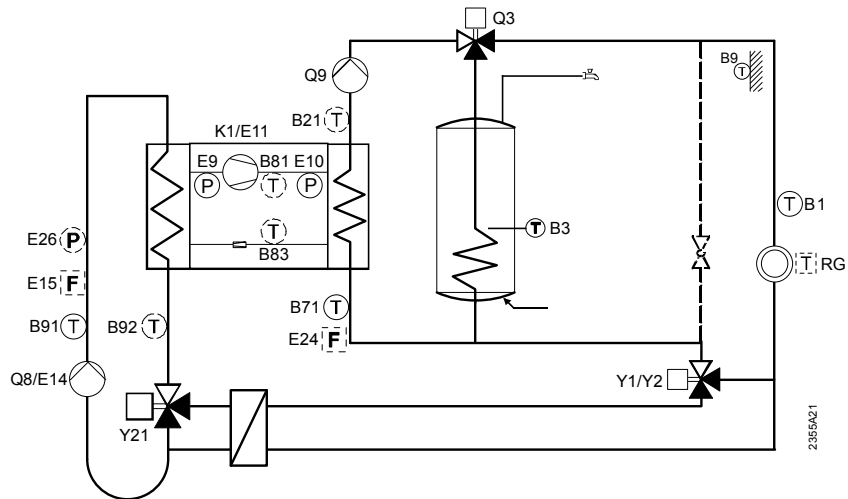 Q3
Q9
B9
T
B21
T
K1/E11
E9
B81
E10
P
T
P
T
B1
E26
P
T
T
B3
B83
T
RG
E15
F
B71
T
B91
T
B92
T
E24
F
Q8/E14
Y1/Y2
Y21
2355A21